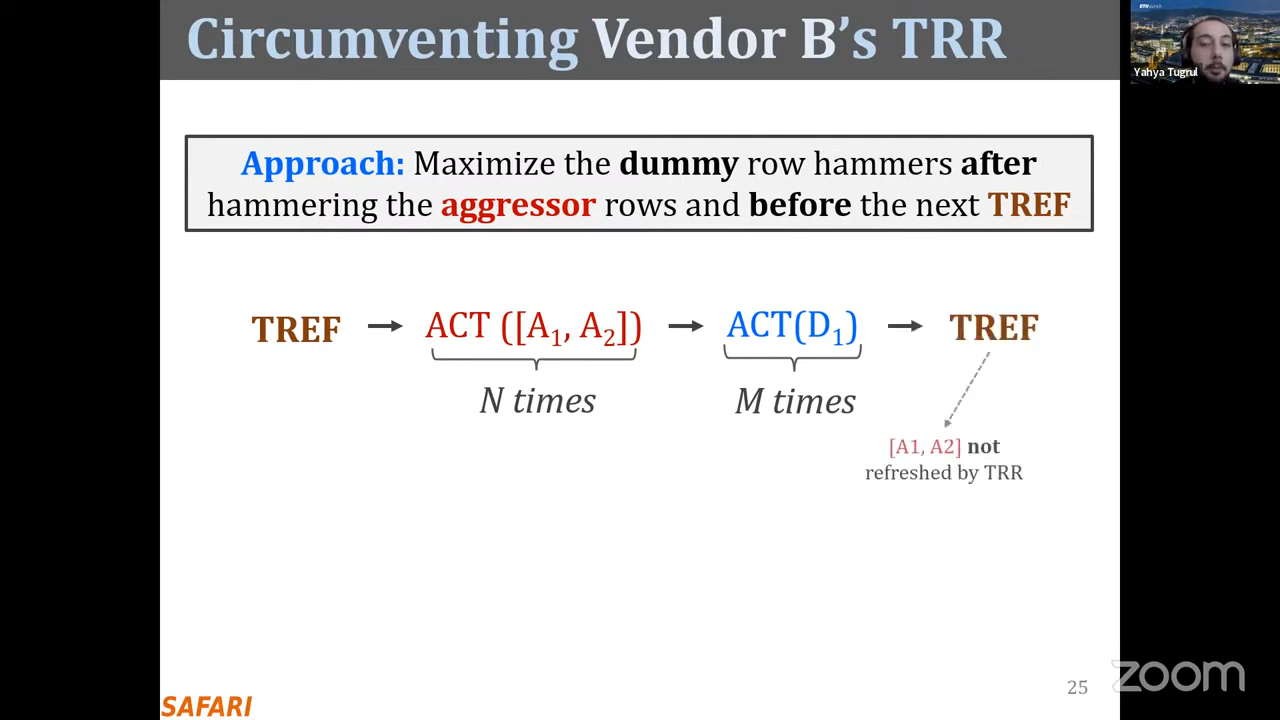 Circumventing Vendor B's TRR
ETH zürich
Yahya Tugrul
Approach: Maximize the dummy row hammers after
hammering the aggressor rows and before the next TREF
TREF → ACT ([A₁, A₂]) → ACT(D₁) → TREF
N times
M times
[A1, A2] not
refreshed by TRR
SAFARI
25
zoom